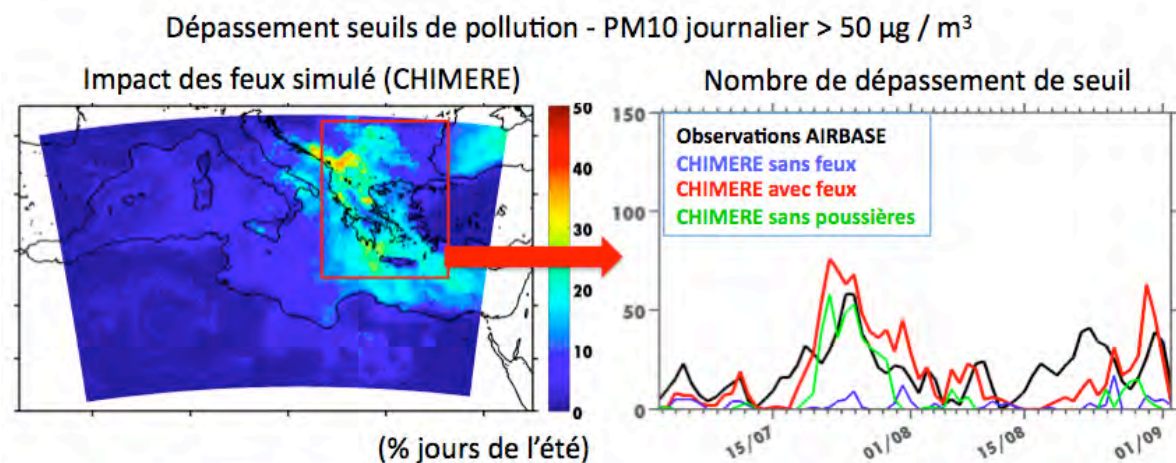 Dépassement seuils de pollution - PM10 journalier > 50 µg / m³
Impact des feux simulé (CHIMERE)
50
40
30
20
10
0
(% jours de l'été)
Nombre de dépassement de seuil
150
100
50
0
Observations AIRBASE
CHIMERE sans feux
CHIMERE avec feux
CHIMERE sans poussières
15/07
01/08
15/08
01/09